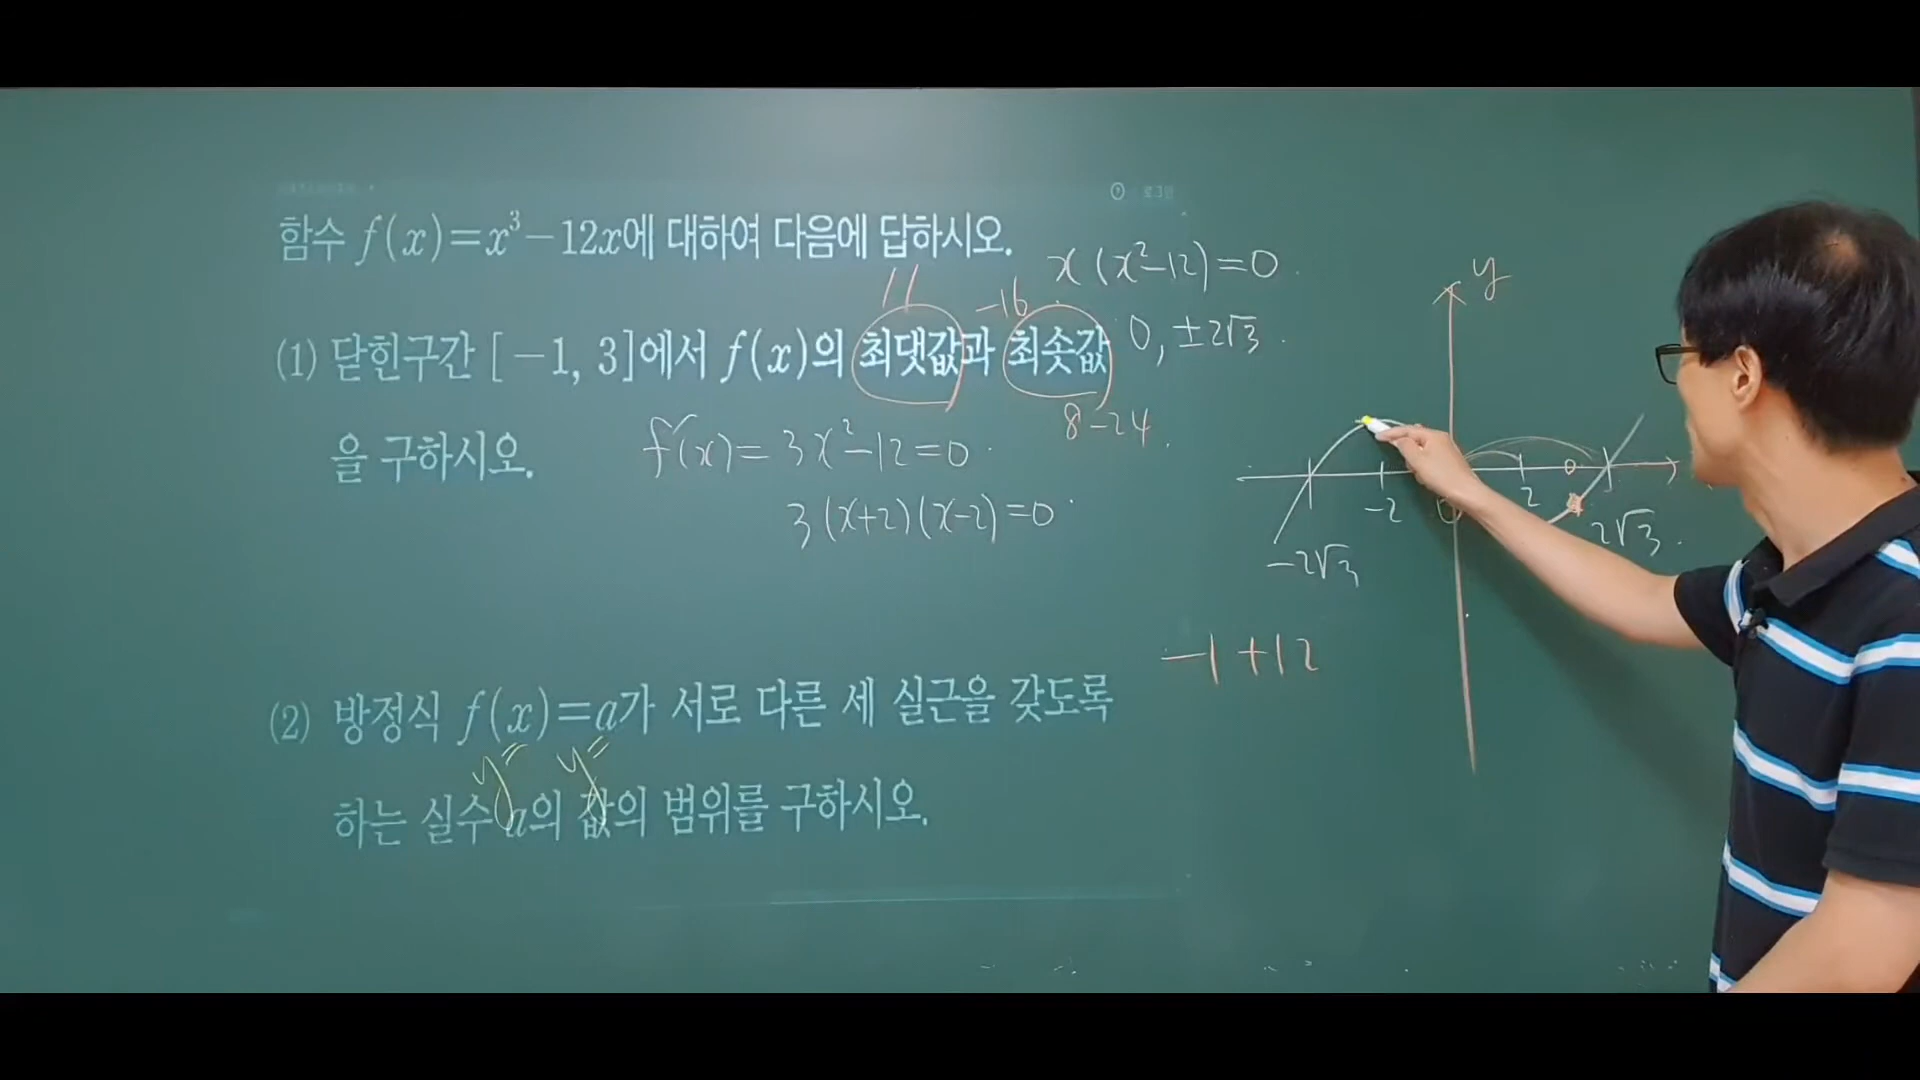 로그인
함수 f(x)=x³-12x에 대하여 다음에 답하시오.
x(x²-12)=0
11
-16
(1) 닫힌구간 [-1, 3]에서 f(x)의 최댓값과 최솟값
0, ±2√3
을 구하시오.
f'(x)=3x²-12=0
8-24
3(x+2)(x-2)=0
y
-2
0
2
-2√3
2√3
-1+12
(2) 방정식 f(x)=a가 서로 다른 세 실근을 갖도록
y= y=
하는 실수 a의 값의 범위를 구하시오.